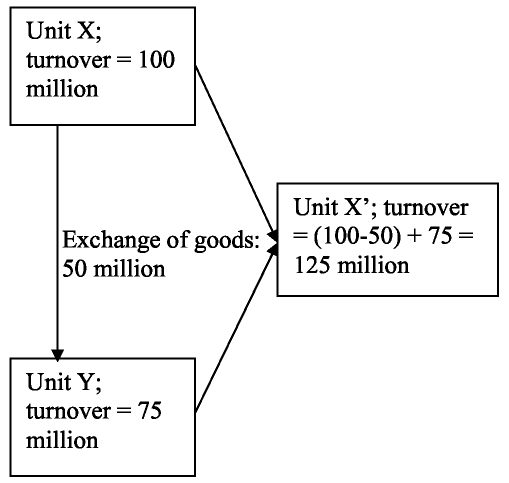 Unit X;
turnover = 100
million
Unit X’; turnover
= (100-50) + 75 =
125 million
Exchange of goods:
50 million
Unit Y;
turnover = 75
million